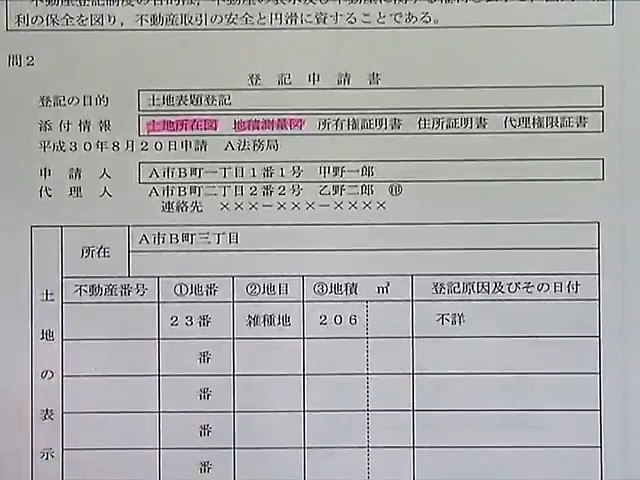 利の保全を図り，不動産取引の安全と円滑に資することである。
問２
登記申請書
登記の目的 土地表題登記
添付情報 土地所在図 地積測量図 所有権証明書 住所証明書 代理権限証書
平成３０年８月２０日申請 Ａ法務局
申請人 Ａ市Ｂ町一丁目１番１号 甲野一郎
代理人 Ａ市Ｂ町二丁目２番２号 乙野二郎 ㊞
連絡先 ×××－×××－××××
土地の表示
所在 Ａ市Ｂ町三丁目
不動産番号 ①地番 ②地目 ③地積 ㎡ 登記原因及びその日付
２３番 雑種地 ２０６ 不詳
番
番
番
番